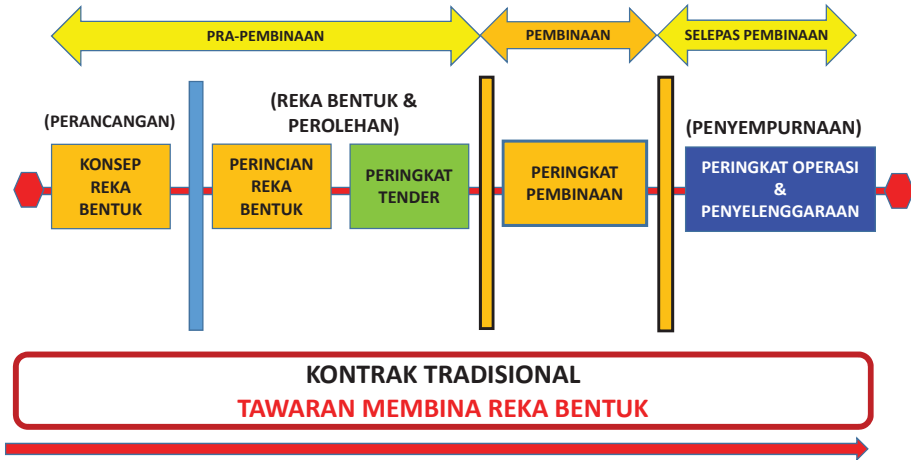 PRA-PEMBINAAN
PEMBINAAN
SELEPAS PEMBINAAN
(PERANCANGAN)
(REKA BENTUK &
PEROLEHAN)
(PENYEMPURNAAN)
KONSEP
REKA
BENTUK
PERINCIAN
REKA
BENTUK
PERINGKAT
TENDER
PERINGKAT
PEMBINAAN
PERINGKAT OPERASI
&
PENYELENGGARAAN
KONTRAK TRADISIONAL
TAWARAN MEMBINA REKA BENTUK